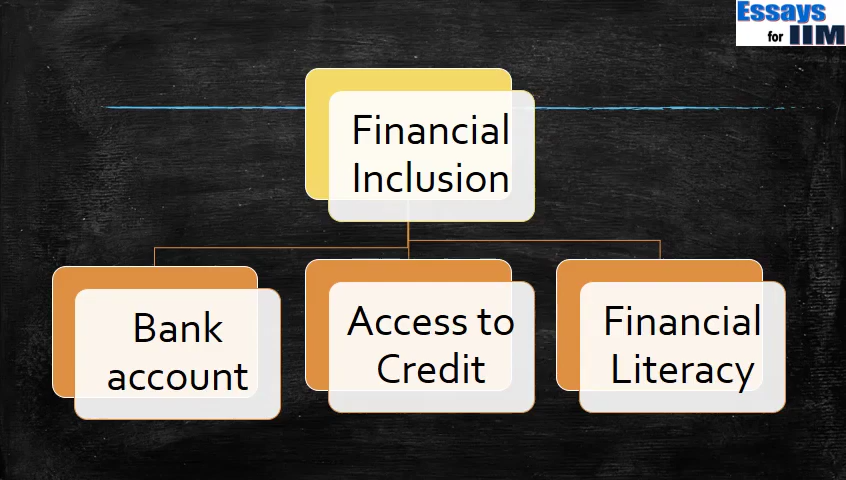 Essays
for IIM
Financial
Inclusion
Bank
account
Access to
Credit
Financial
Literacy